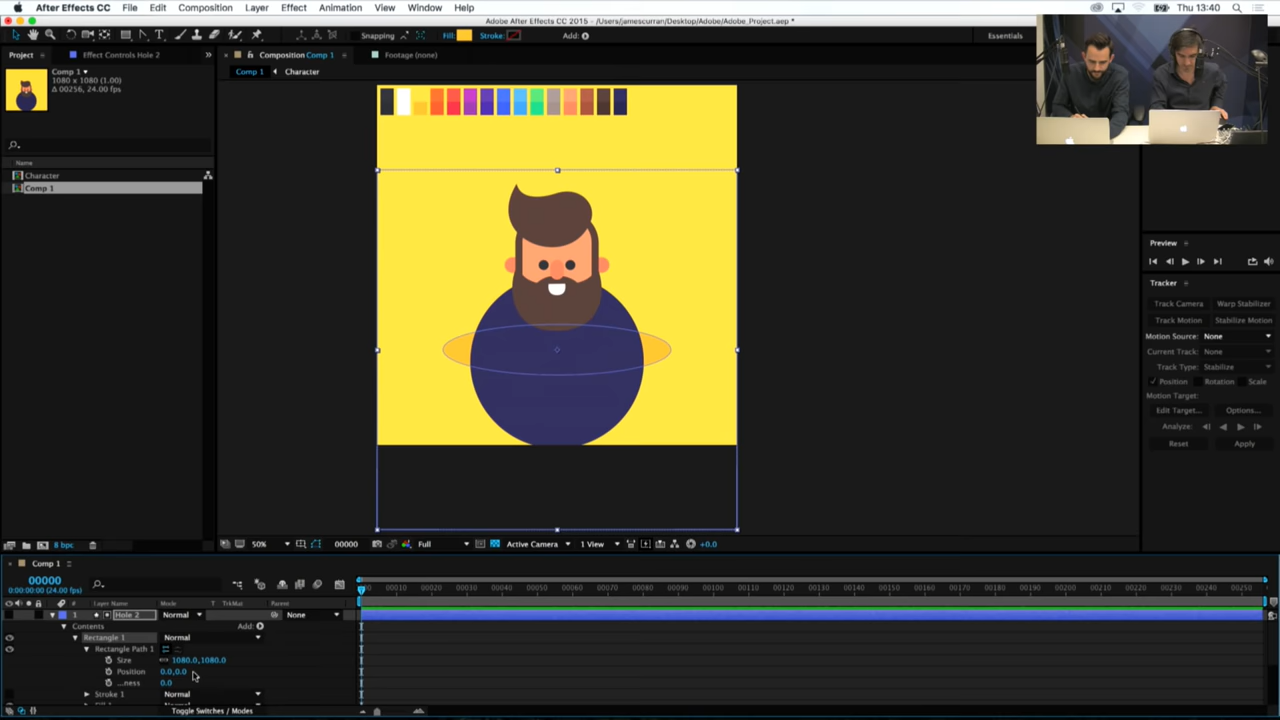 After Effects CC File Edit Composition Layer Effect Animation View Window Help Thu 13:40
Adobe After Effects CC 2015 - /Users/jamescurran/Desktop/Adobe/Adobe_Project.aep *
Snapping Fill: Stroke: Add: Essentials
Project Effect Controls Hole 2 Composition Comp 1 Footage (none)
Comp 1 Character
Comp 1
1080 x 1080 (1.00)
Δ 00256, 24.00 fps
Name
Character
Comp 1
Preview
Tracker
Track Camera Warp Stabilizer
Track Motion Stabilize Motion
Motion Source: None
Current Track: None
Track Type: Stabilize
Position Rotation Scale
Motion Target:
Edit Target... Options...
Analyze:
Reset Apply
8 bpc 50% 00000 Full Active Camera 1 View +0.0
Comp 1
00000
0:00:00:00 (24.00 fps)
00010 00020 00030 00040 00050 00060 00070 00080 00090 00100 00110 00120 00130 00140 00150 00160 00170 00180 00190 00200 00210 00220 00230 00240 00250
# Layer Name Mode T TrkMat Parent
1 Hole 2 Normal None
Contents Add:
Rectangle 1 Normal
Rectangle Path 1
Size 1080.0,1080.0
Position 0.0,0.0
...ness 0.0
Stroke 1 Normal
Toggle Switches / Modes